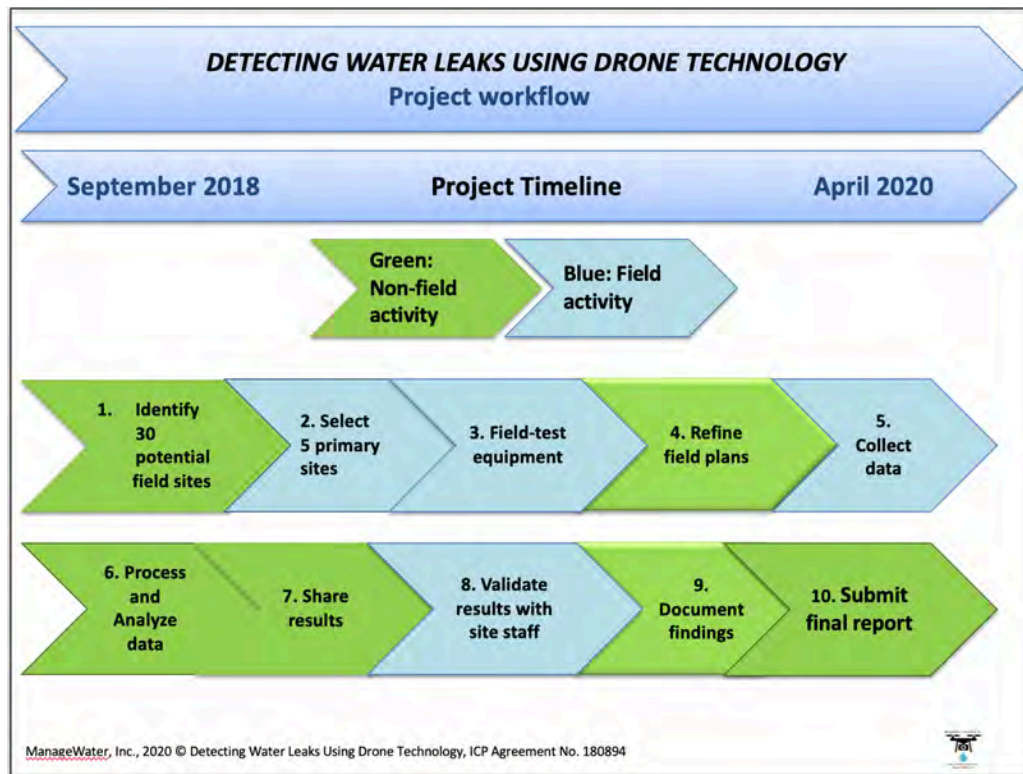 DETECTING WATER LEAKS USING DRONE TECHNOLOGY
Project workflow
September 2018 Project Timeline April 2020
Green:
Non-field
activity
Blue: Field
activity
1. Identify
30
potential
field sites
2. Select
5 primary
sites
3. Field-test
equipment
4. Refine
field plans
5.
Collect
data
6. Process
and
Analyze
data
7. Share
results
8. Validate
results with
site staff
9.
Document
findings
10. Submit
final report
ManageWater, Inc., 2020 © Detecting Water Leaks Using Drone Technology, ICP Agreement No. 180894